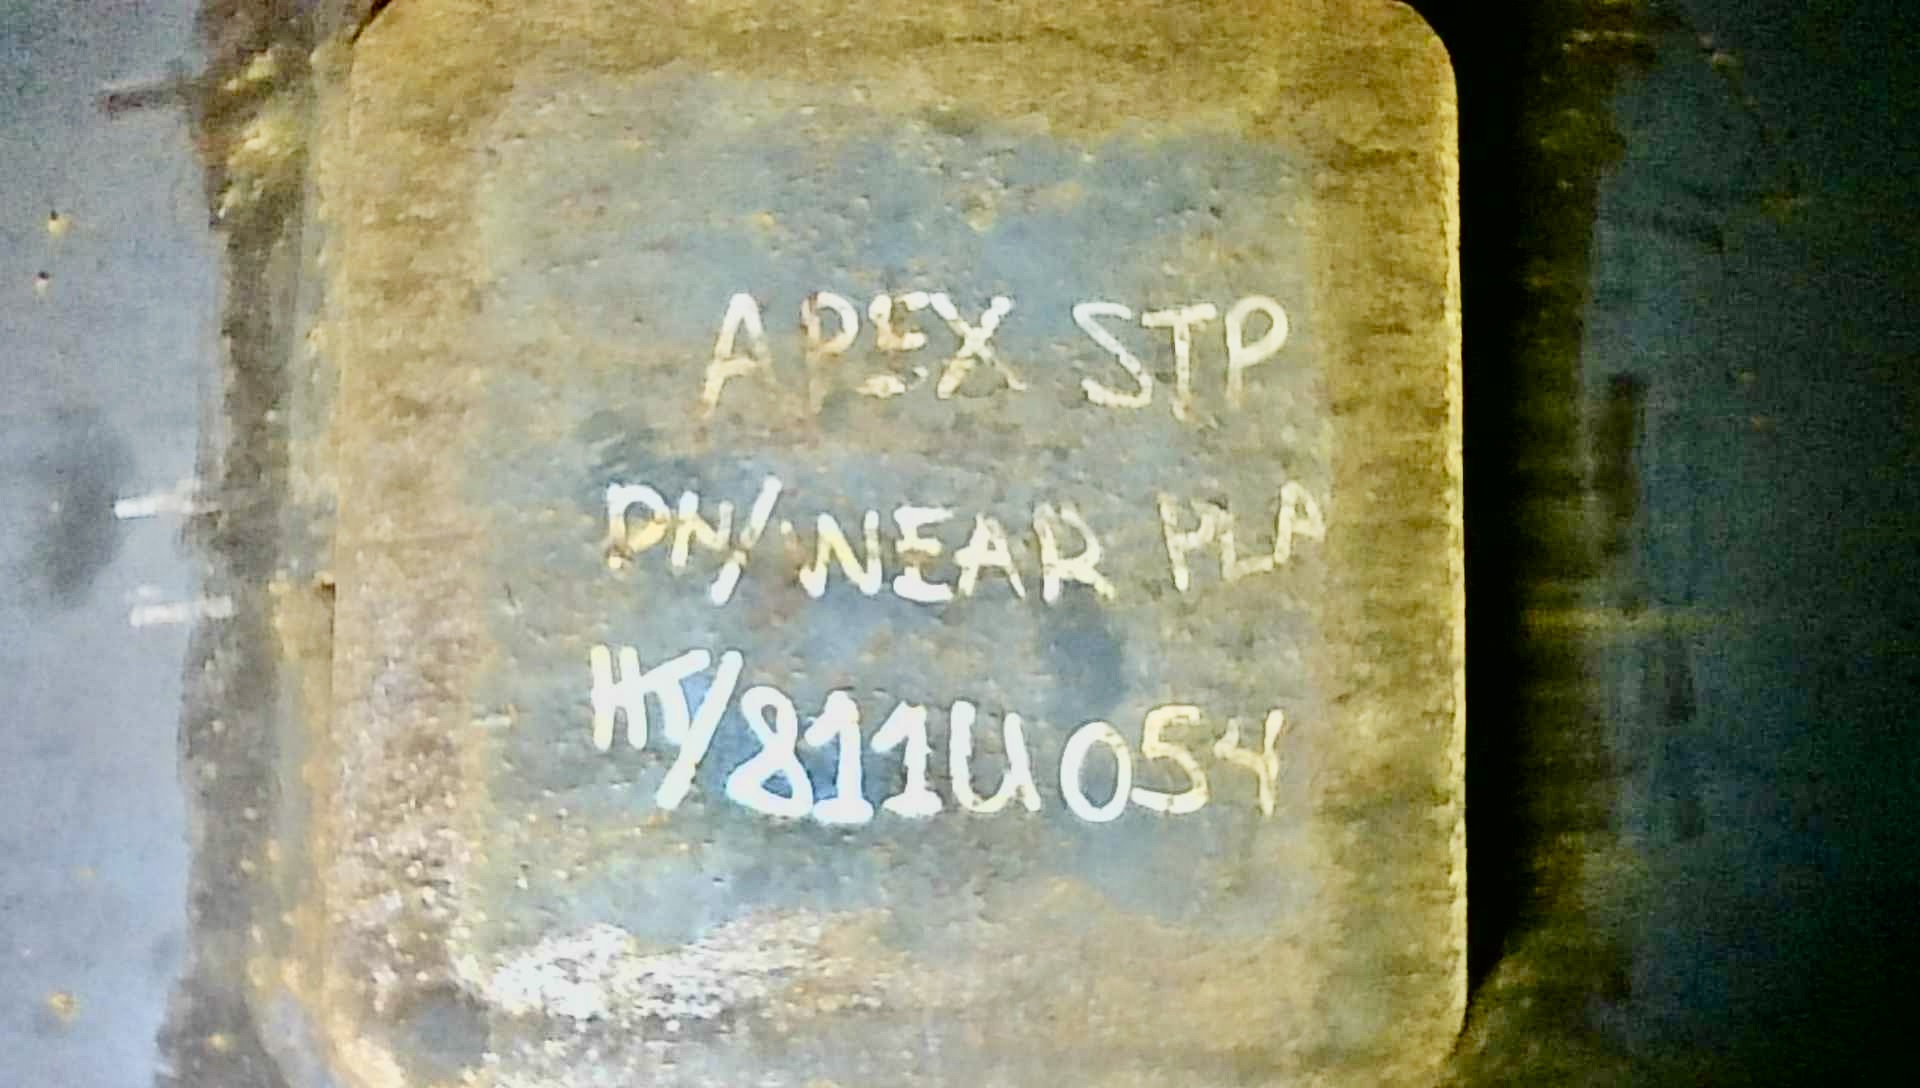 APEX STP
DN/NEAR PLA
HT/811U054